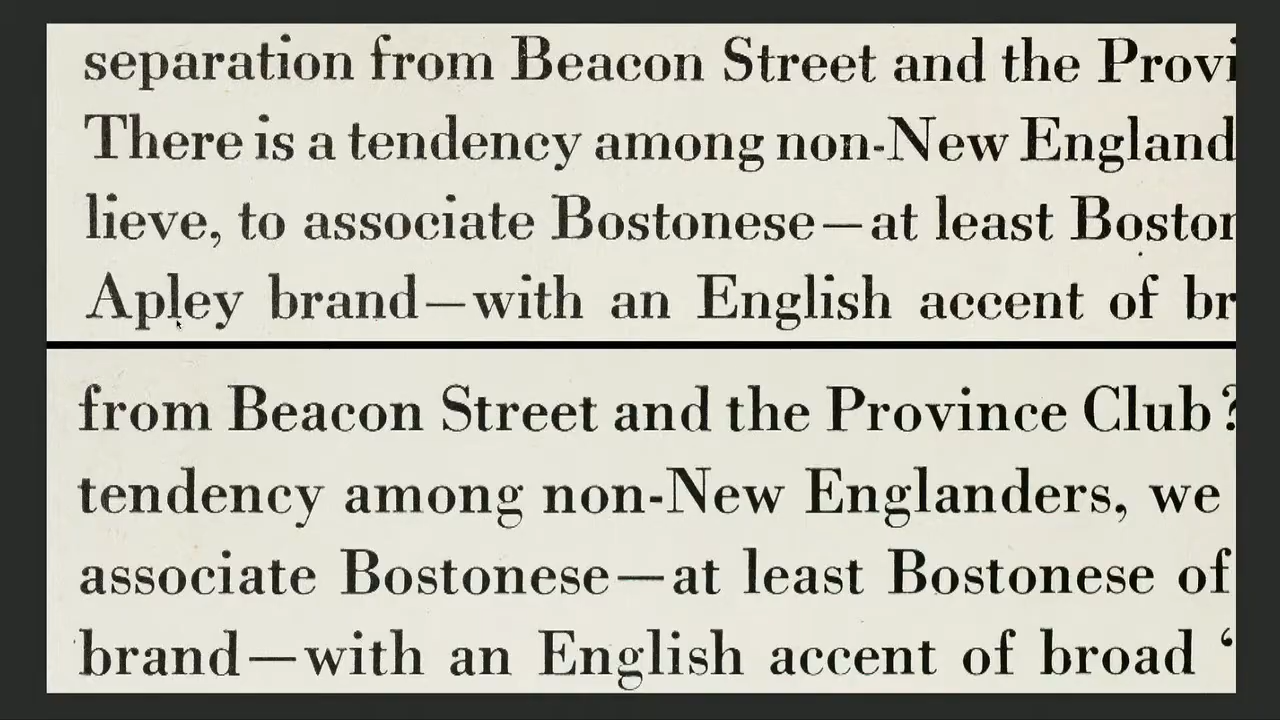 separation from Beacon Street and the Provi
There is a tendency among non-New England
lieve, to associate Bostonese—at least Boston
Apley brand—with an English accent of br
from Beacon Street and the Province Club?
tendency among non-New Englanders, we
associate Bostonese—at least Bostonese of
brand—with an English accent of broad ‘